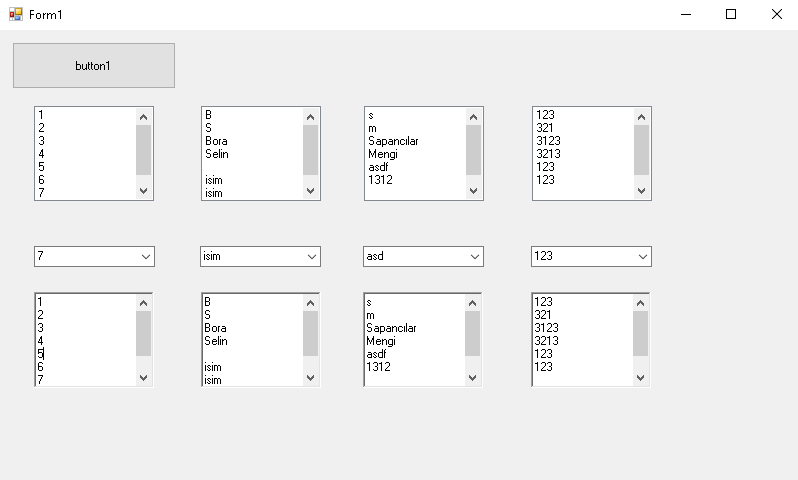 Form1
button1
1
2
3
4
5
6
7
B
S
Bora
Selin
isim
isim
s
m
Sapancılar
Mengi
asdf
1312
123
321
3123
3213
123
123
7
isim
asd
123
1
2
3
4
5
6
7
B
S
Bora
Selin
isim
isim
s
m
Sapancılar
Mengi
asdf
1312
123
321
3123
3213
123
123